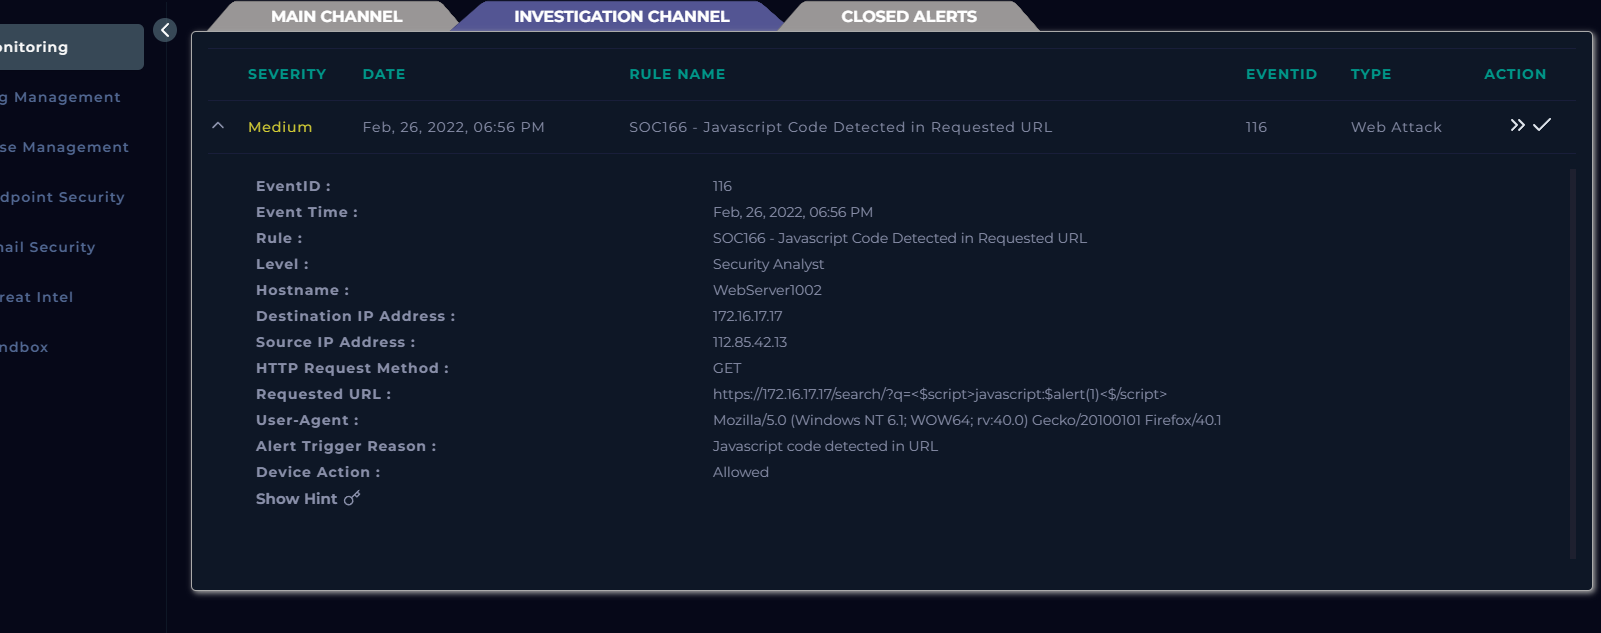 MAIN CHANNEL INVESTIGATION CHANNEL CLOSED ALERTS
onitoring
g Management
se Management
dpoint Security
ail Security
reat Intel
ndbox
SEVERITY DATE RULE NAME EVENTID TYPE ACTION
Medium Feb, 26, 2022, 06:56 PM SOC166 - Javascript Code Detected in Requested URL 116 Web Attack
EventID : 116
Event Time : Feb, 26, 2022, 06:56 PM
Rule : SOC166 - Javascript Code Detected in Requested URL
Level : Security Analyst
Hostname : WebServer1002
Destination IP Address : 172.16.17.17
Source IP Address : 112.85.42.13
HTTP Request Method : GET
Requested URL : https://172.16.17.17/search/?q=<$script>javascript:$alert(1)<$/script>
User-Agent : Mozilla/5.0 (Windows NT 6.1; WOW64; rv:40.0) Gecko/20100101 Firefox/40.1
Alert Trigger Reason : Javascript code detected in URL
Device Action : Allowed
Show Hint